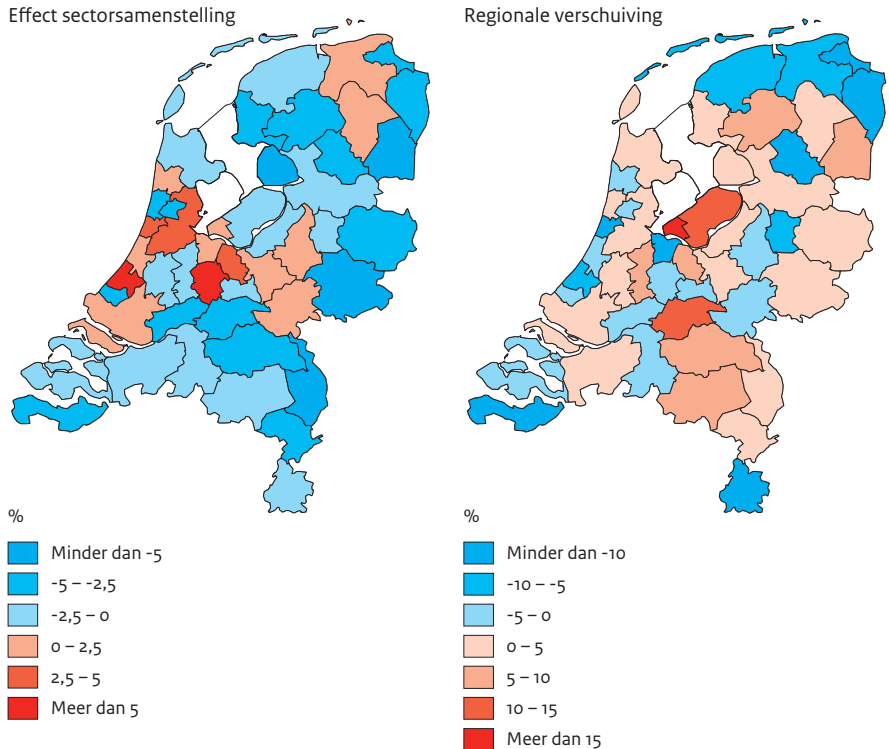 Effect sectorsamenstelling
%
Minder dan -5
-5 – -2,5
-2,5 – 0
0 – 2,5
2,5 – 5
Meer dan 5
Regionale verschuiving
%
Minder dan -10
-10 – -5
-5 – 0
0 – 5
5 – 10
10 – 15
Meer dan 15